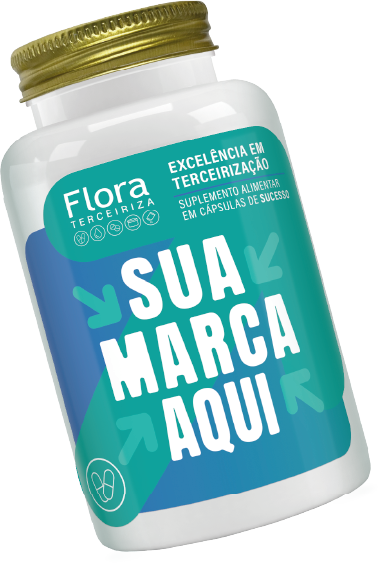 Flora
TERCEIRIZA
EXCELÊNCIA EM
TERCEIRIZAÇÃO
SUPLEMENTO ALIMENTAR
EM CÁPSULAS DE SUCESSO
SUA
MARCA
AQUI